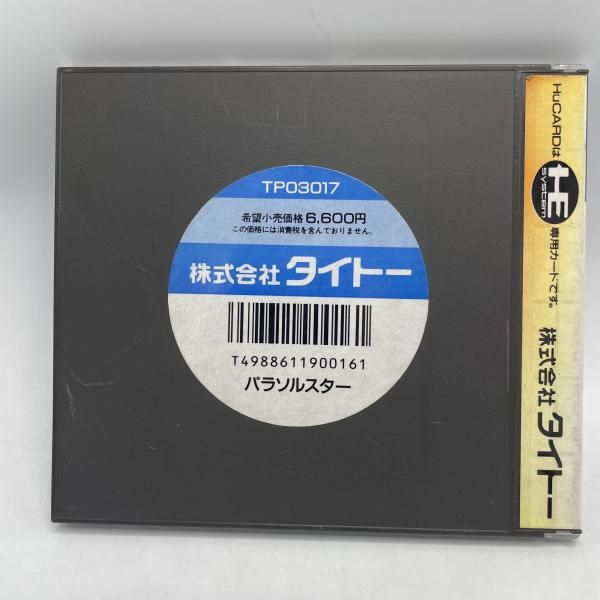 TP03017
希望小売価格 6,600円
この価格には消費税を含んでおりません。
株式会社 タイトー
T4988611900161
パラソルスター
HuCARDは HE system 専用カードです。
株式会社 タイトー